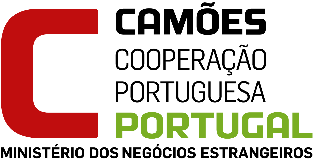 CAMÕES
COOPERAÇÃO
PORTUGUESA
PORTUGAL
MINISTÉRIO DOS NEGÓCIOS ESTRANGEIROS